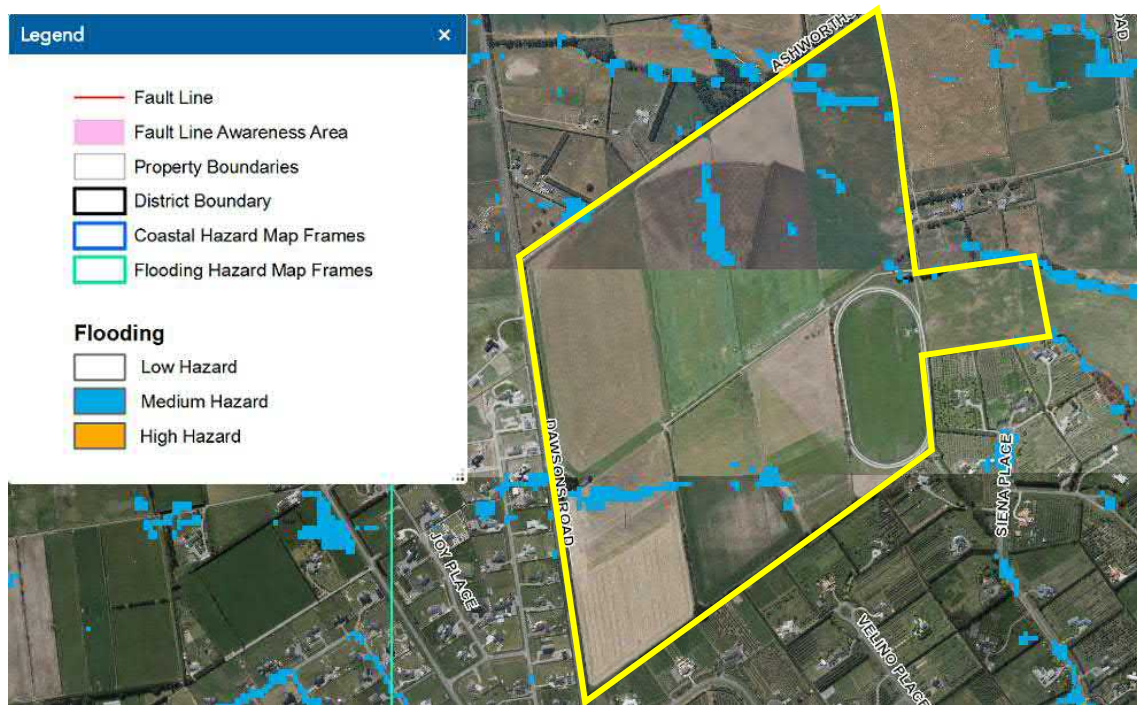 Legend
×
Fault Line
Fault Line Awareness Area
Property Boundaries
District Boundary
Coastal Hazard Map Frames
Flooding Hazard Map Frames
Flooding
Low Hazard
Medium Hazard
High Hazard
ASHWORTHS
OAD
DAWSONS ROAD
JOY PLACE
SIENA PLACE
VELINO PLACE